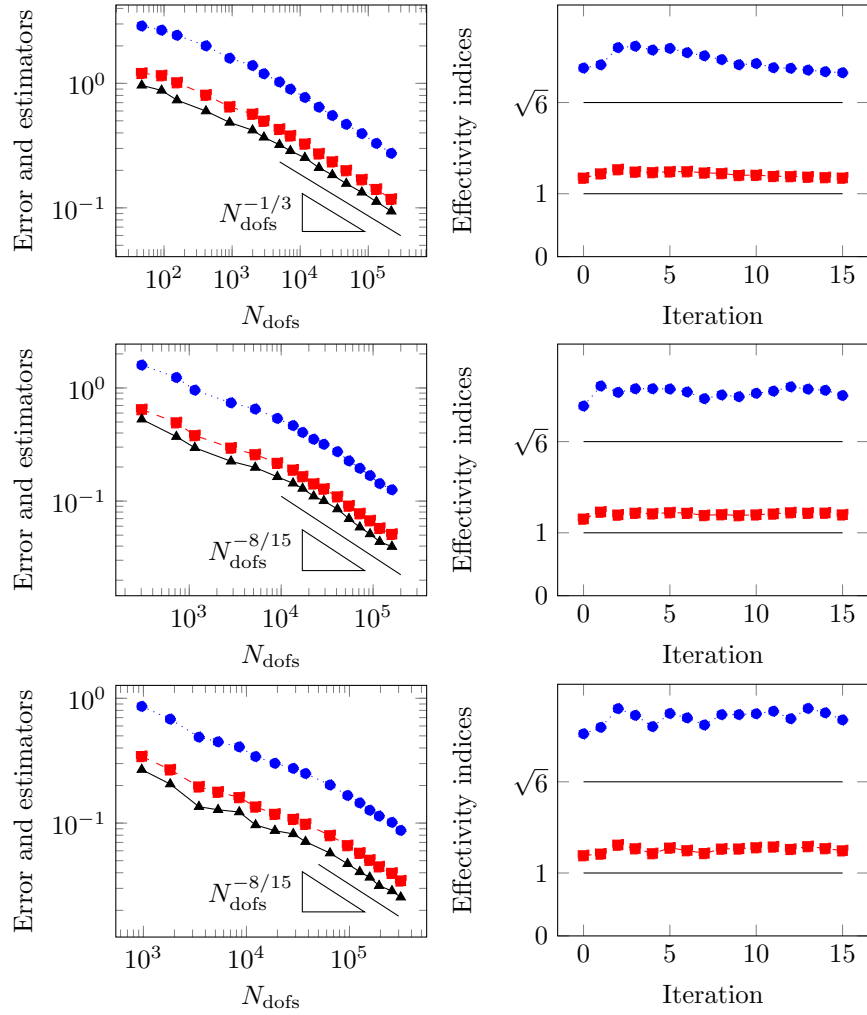 Error and estimators
10^0
10^{-1}
N_dofs^{-1/3}
10^2 10^3 10^4 10^5
N_dofs
Effectivity indices
√6
1
0
0 5 10 15
Iteration
Error and estimators
10^0
10^{-1}
N_dofs^{-8/15}
10^3 10^4 10^5
N_dofs
Effectivity indices
√6
1
0
0 5 10 15
Iteration
Error and estimators
10^0
10^{-1}
N_dofs^{-8/15}
10^3 10^4 10^5
N_dofs
Effectivity indices
√6
1
0
0 5 10 15
Iteration